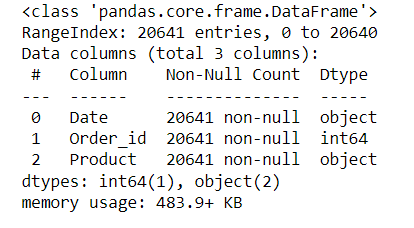 <class 'pandas.core.frame.DataFrame'>
RangeIndex: 20641 entries, 0 to 20640
Data columns (total 3 columns):
 #   Column    Non-Null Count  Dtype
---  ------    --------------  -----
 0   Date      20641 non-null  object
 1   Order_id  20641 non-null  int64
 2   Product   20641 non-null  object
dtypes: int64(1), object(2)
memory usage: 483.9+ KB